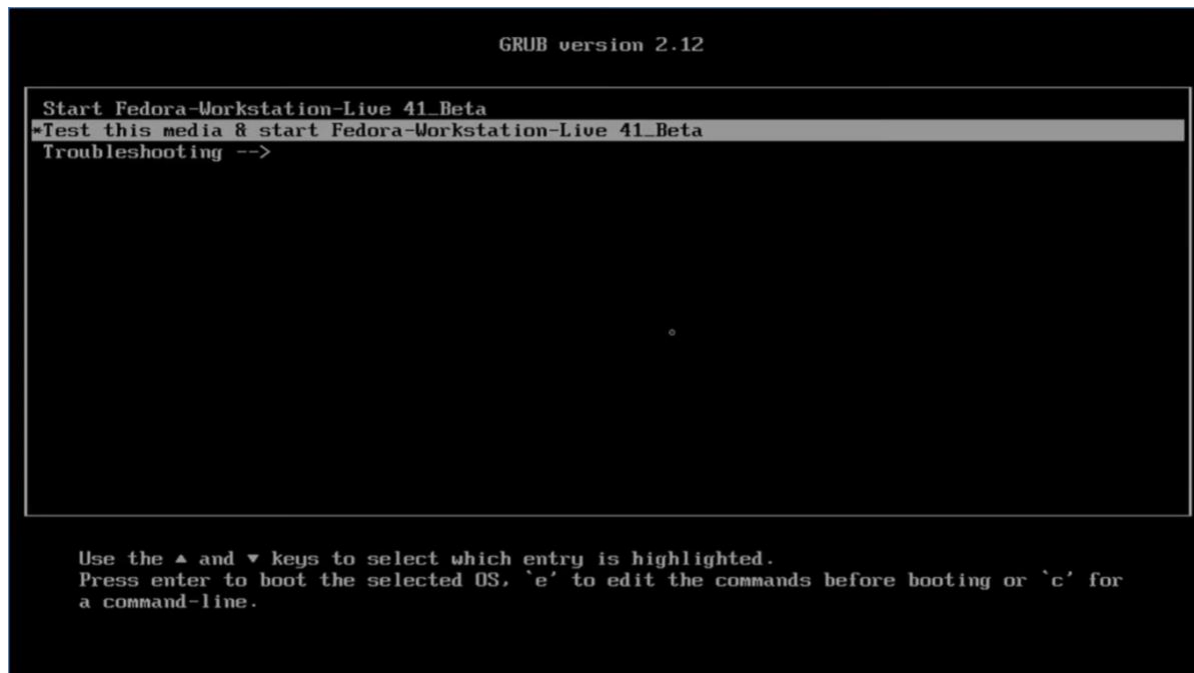 GRUB version 2.12
Start Fedora-Workstation-Live 41_Beta
*Test this media & start Fedora-Workstation-Live 41_Beta
Troubleshooting -->
Use the ▲ and ▼ keys to select which entry is highlighted.
Press enter to boot the selected OS, `e' to edit the commands before booting or `c' for
a command-line.